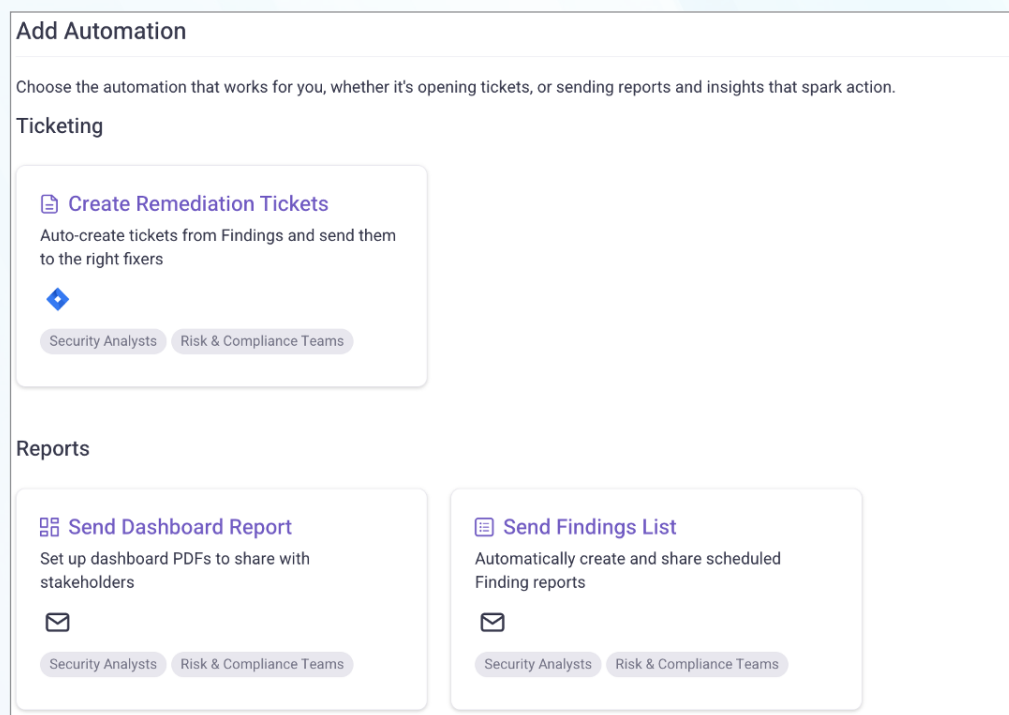 Add Automation
Choose the automation that works for you, whether it's opening tickets, or sending reports and insights that spark action.
Ticketing
Create Remediation Tickets
Auto-create tickets from Findings and send them
to the right fixers
Security Analysts Risk & Compliance Teams
Reports
Send Dashboard Report
Set up dashboard PDFs to share with
stakeholders
Security Analysts Risk & Compliance Teams
Send Findings List
Automatically create and share scheduled
Finding reports
Security Analysts Risk & Compliance Teams